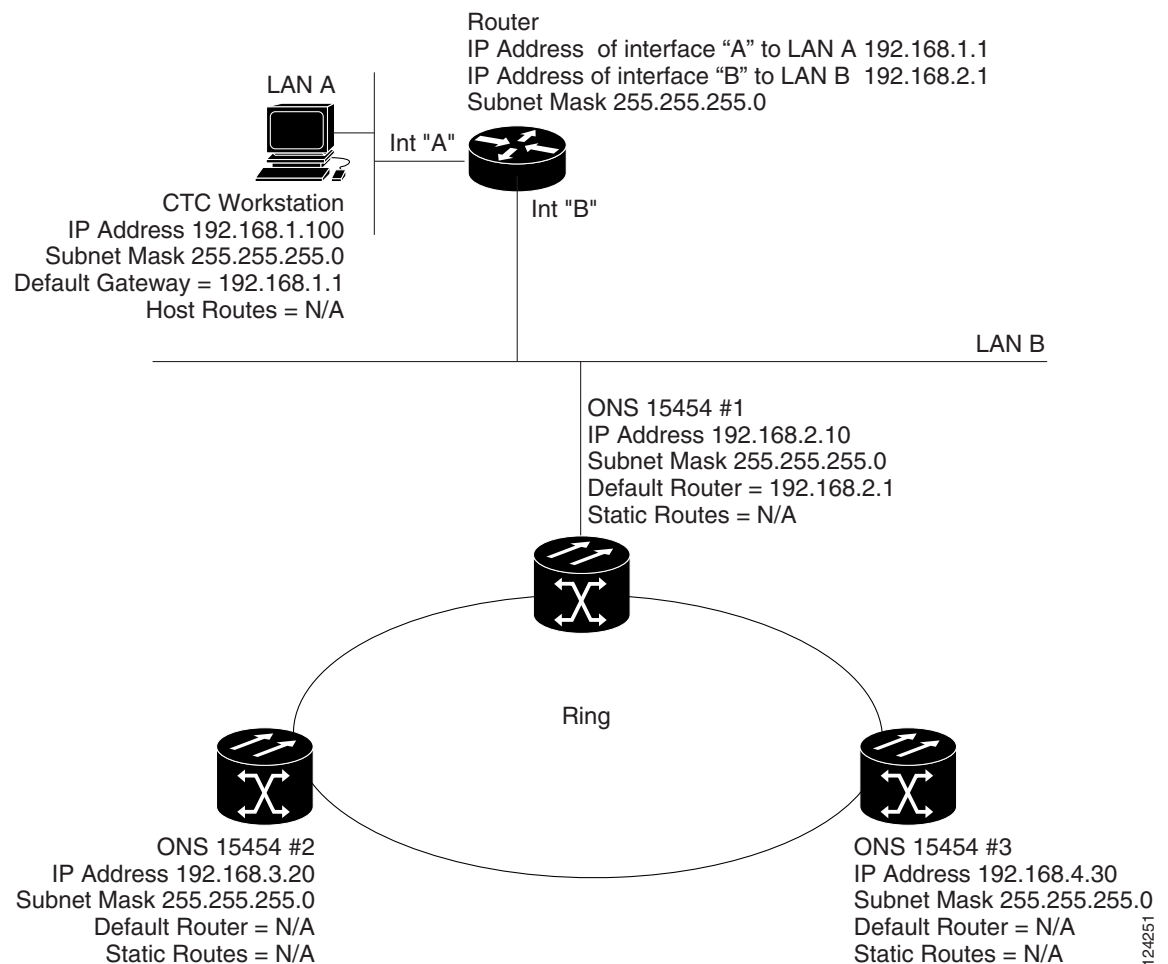 Router
IP Address of interface “A” to LAN A 192.168.1.1
IP Address of interface “B” to LAN B 192.168.2.1
Subnet Mask 255.255.255.0
LAN A
Int "A"
CTC Workstation
IP Address 192.168.1.100
Subnet Mask 255.255.255.0
Default Gateway = 192.168.1.1
Host Routes = N/A
Int "B"
LAN B
ONS 15454 #1
IP Address 192.168.2.10
Subnet Mask 255.255.255.0
Default Router = 192.168.2.1
Static Routes = N/A
Ring
ONS 15454 #2
IP Address 192.168.3.20
Subnet Mask 255.255.255.0
Default Router = N/A
Static Routes = N/A
ONS 15454 #3
IP Address 192.168.4.30
Subnet Mask 255.255.255.0
Default Router = N/A
Static Routes = N/A
124251